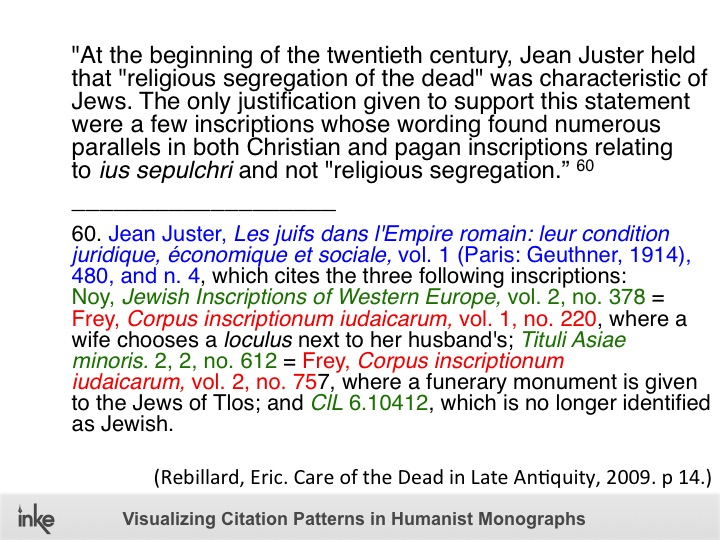 "At the beginning of the twentieth century, Jean Juster held
that "religious segregation of the dead" was characteristic of
Jews. The only justification given to support this statement
were a few inscriptions whose wording found numerous
parallels in both Christian and pagan inscriptions relating
to ius sepulchri and not "religious segregation.” 60
____________________
60. Jean Juster, Les juifs dans l'Empire romain: leur condition
juridique, économique et sociale, vol. 1 (Paris: Geuthner, 1914),
480, and n. 4, which cites the three following inscriptions:
Noy, Jewish Inscriptions of Western Europe, vol. 2, no. 378 =
Frey, Corpus inscriptionum iudaicarum, vol. 1, no. 220, where a
wife chooses a loculus next to her husband's; Tituli Asiae
minoris. 2, 2, no. 612 = Frey, Corpus inscriptionum
iudaicarum, vol. 2, no. 757, where a funerary monument is given
to the Jews of Tlos; and CIL 6.10412, which is no longer identified
as Jewish.
(Rebillard, Eric. Care of the Dead in Late Antiquity, 2009. p 14.)
inke
Visualizing Citation Patterns in Humanist Monographs